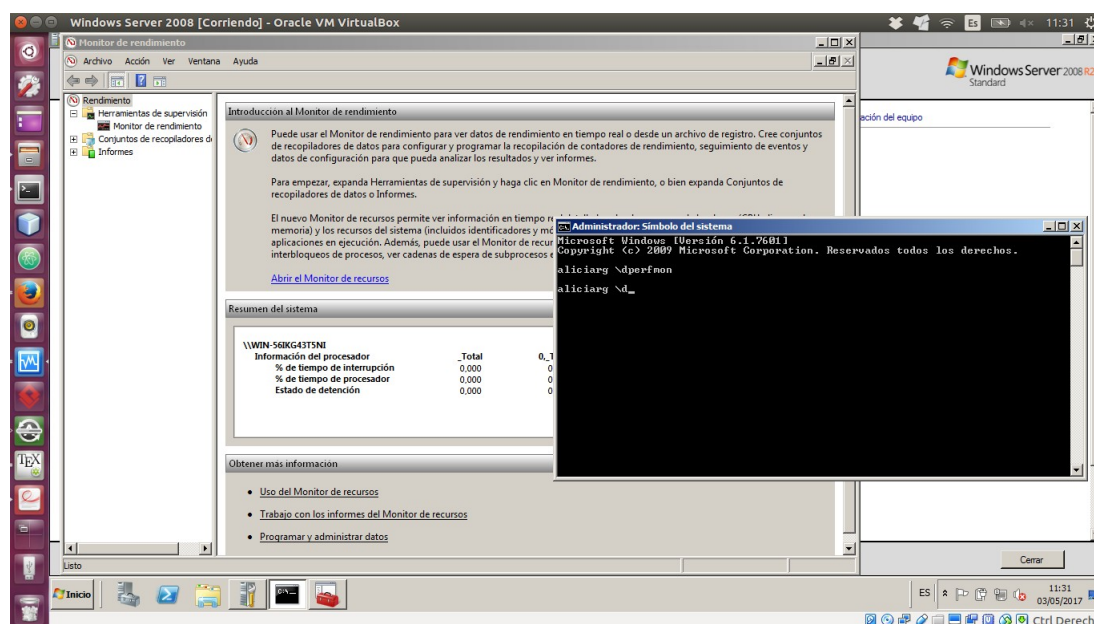 Windows Server 2008 [Corriendo] - Oracle VM VirtualBox
Es
11:31
Monitor de rendimiento
Archivo Acción Ver Ventana Ayuda
Windows Server 2008 R2
Standard
Rendimiento
Herramientas de supervisión
Monitor de rendimiento
Conjuntos de recopiladores d
Informes
ación del equipo
Introducción al Monitor de rendimiento
Puede usar el Monitor de rendimiento para ver datos de rendimiento en tiempo real o desde un archivo de registro. Cree conjuntos
de recopiladores de datos para configurar y programar la recopilación de contadores de rendimiento, seguimiento de eventos y
datos de configuración para que pueda analizar los resultados y ver informes.
Para empezar, expanda Herramientas de supervisión y haga clic en Monitor de rendimiento, o bien expanda Conjuntos de
recopiladores de datos o Informes.
El nuevo Monitor de recursos permite ver información en tiempo
memoria) y los recursos del sistema (incluidos identificadores y mó
aplicaciones en ejecución. Además, puede usar el Monitor de recur
interbloqueos de procesos, ver cadenas de espera de subprocesos
Abrir el Monitor de recursos
Administrador: Símbolo del sistema
Microsoft Windows [Versión 6.1.7601]
Copyright (c) 2009 Microsoft Corporation. Reservados todos los derechos.
aliciarg \dperfmon
aliciarg \d_
Resumen del sistema
\\WIN-56IKG43T5NI
Información del procesador _Total 0,_T
% de tiempo de interrupción 0,000 0
% de tiempo de procesador 0,000 0
Estado de detención 0,000 0
Obtener más información
Uso del Monitor de recursos
Trabajo con los informes del Monitor de recursos
Programar y administrar datos
Listo
Cerrar
TEX
Inicio
ES
11:31
03/05/2017
Ctrl Derech